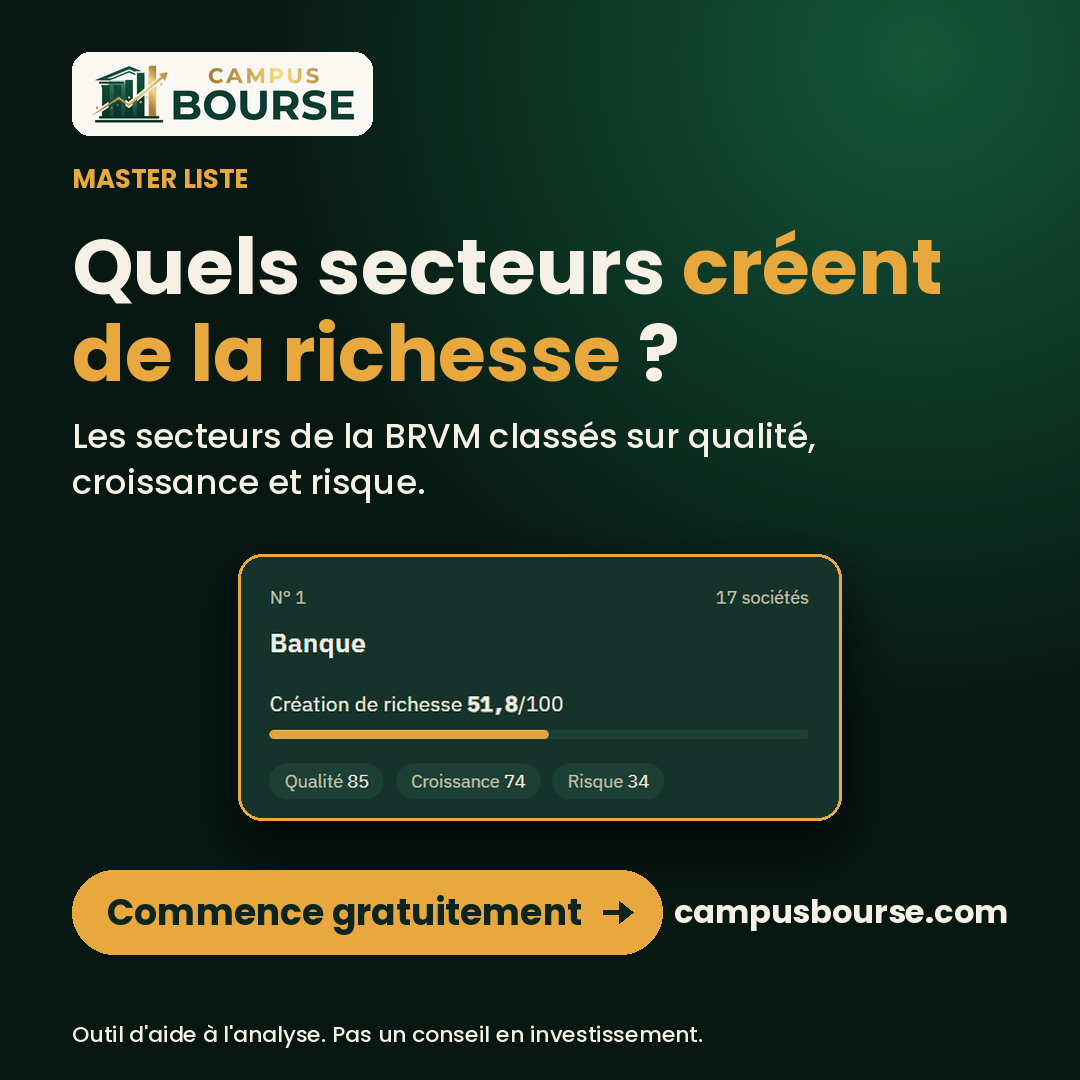 CAMPUS
BOURSE
MASTER LISTE
Quels secteurs créent
de la richesse ?
Les secteurs de la BRVM classés sur qualité,
croissance et risque.
N° 1 17 sociétés
Banque
Création de richesse 51,8/100
Qualité 85 Croissance 74 Risque 34
Commence gratuitement → campusbourse.com
Outil d'aide à l'analyse. Pas un conseil en investissement.